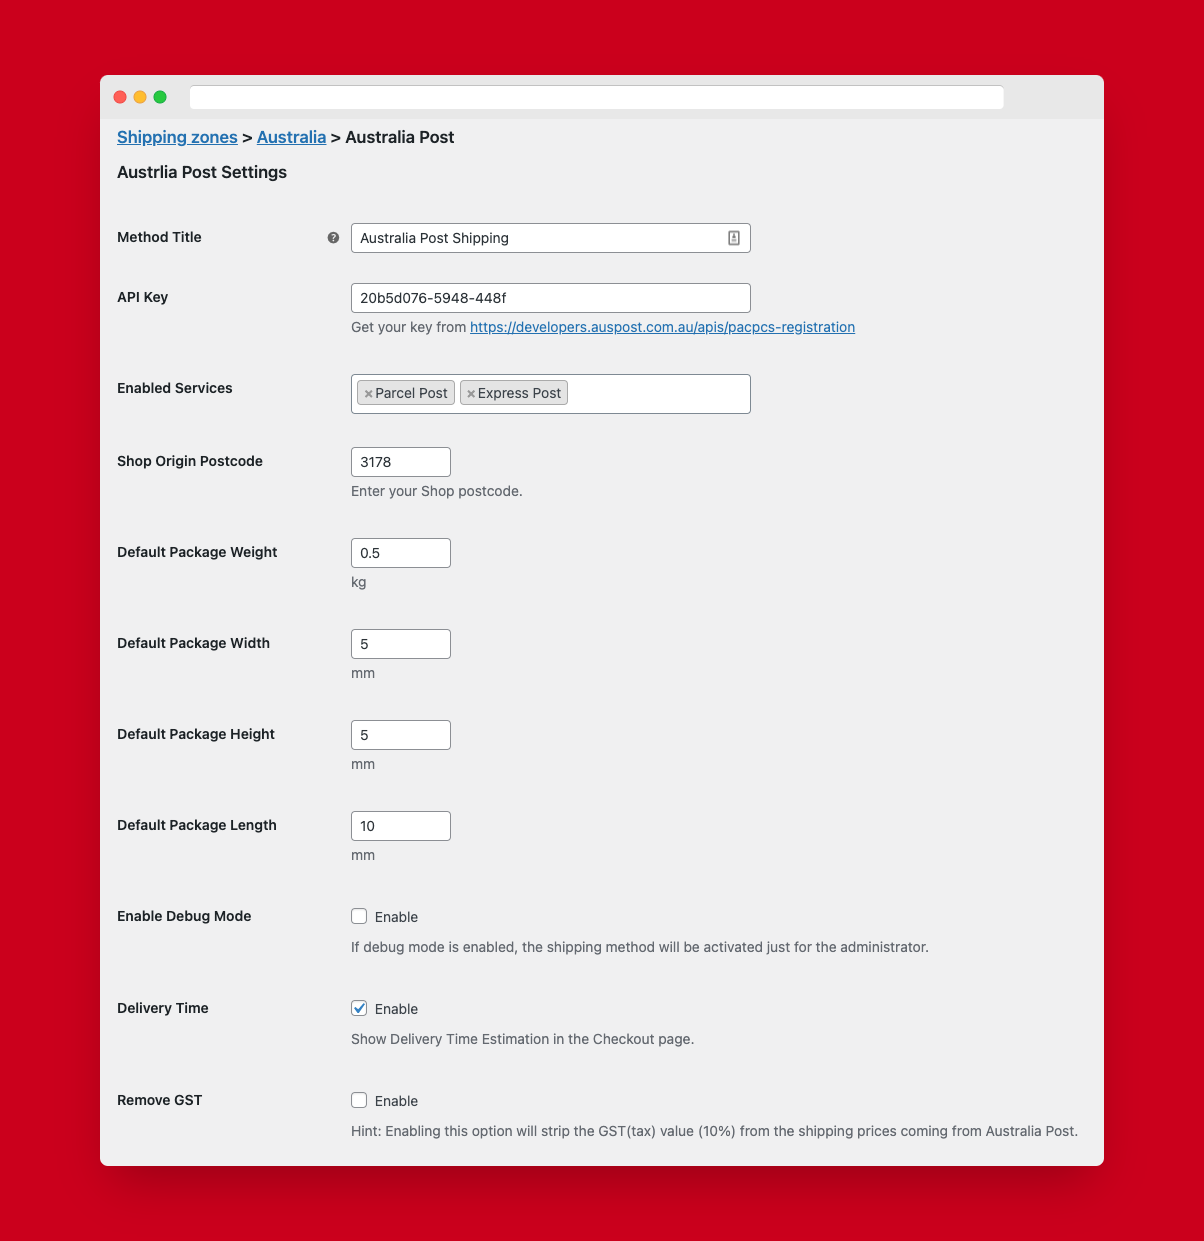 Shipping zones > Australia > Australia Post
Austrlia Post Settings
Method Title ? Australia Post Shipping
API Key 20b5d076-5948-448f
Get your key from https://developers.auspost.com.au/apis/pacpcs-registration
Enabled Services ×Parcel Post ×Express Post
Shop Origin Postcode 3178
Enter your Shop postcode.
Default Package Weight 0.5
kg
Default Package Width 5
mm
Default Package Height 5
mm
Default Package Length 10
mm
Enable Debug Mode Enable
If debug mode is enabled, the shipping method will be activated just for the administrator.
Delivery Time Enable
Show Delivery Time Estimation in the Checkout page.
Remove GST Enable
Hint: Enabling this option will strip the GST(tax) value (10%) from the shipping prices coming from Australia Post.